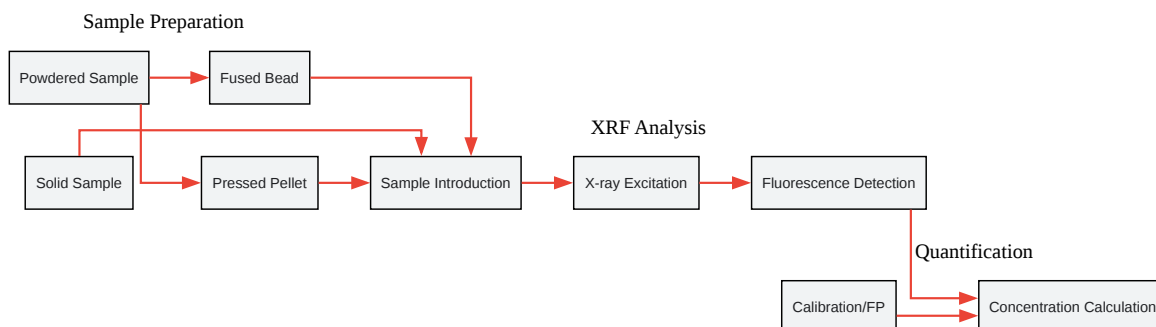 Sample Preparation
Powdered Sample
Fused Bead
XRF Analysis
Solid Sample
Pressed Pellet
Sample Introduction
X-ray Excitation
Fluorescence Detection
Quantification
Calibration/FP
Concentration Calculation